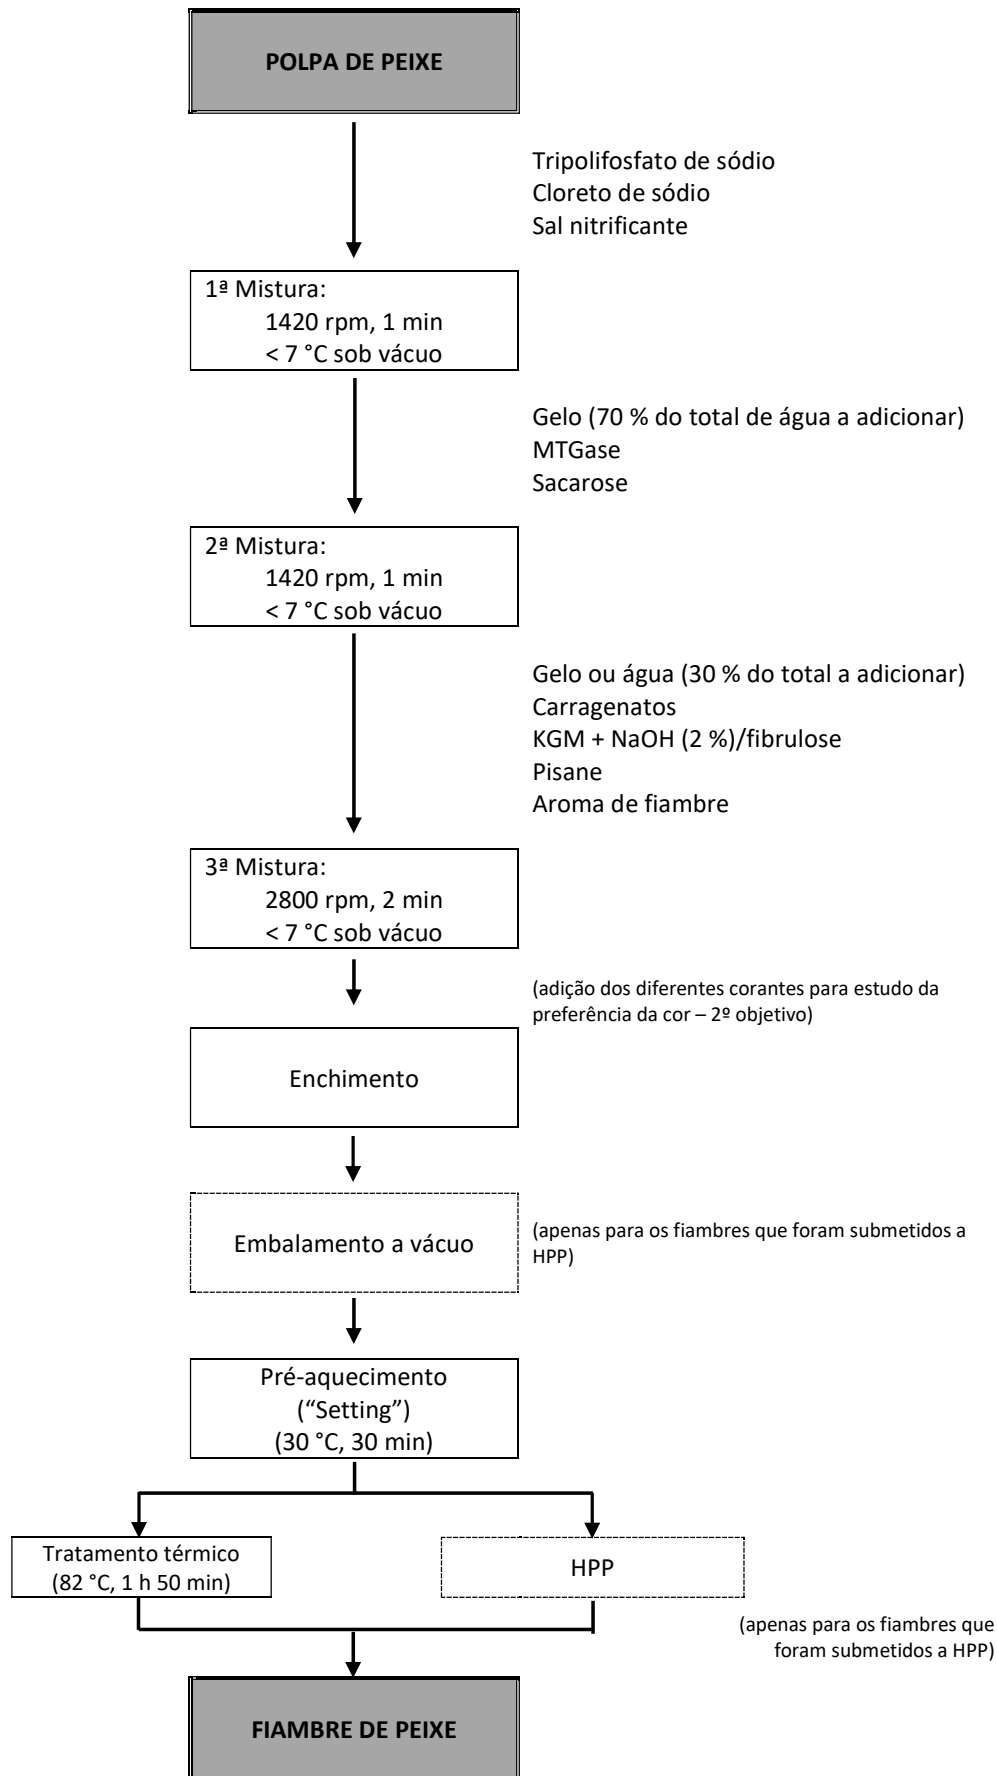 POLPA DE PEIXE
Tripolifosfato de sódio
Cloreto de sódio
Sal nitrificante
1ª Mistura:
1420 rpm, 1 min
< 7 °C sob vácuo
Gelo (70 % do total de água a adicionar)
MTGase
Sacarose
2ª Mistura:
1420 rpm, 1 min
< 7 °C sob vácuo
Gelo ou água (30 % do total a adicionar)
Carragenatos
KGM + NaOH (2 %)/fibrulose
Pisane
Aroma de fiambre
3ª Mistura:
2800 rpm, 2 min
< 7 °C sob vácuo
(adição dos diferentes corantes para estudo da
preferência da cor – 2º objetivo)
Enchimento
Embalamento a vácuo
(apenas para os fiambres que foram submetidos a
HPP)
Pré-aquecimento
(“Setting”)
(30 °C, 30 min)
Tratamento térmico
(82 °C, 1 h 50 min)
HPP
(apenas para os fiambres que
foram submetidos a HPP)
FIAMBRE DE PEIXE